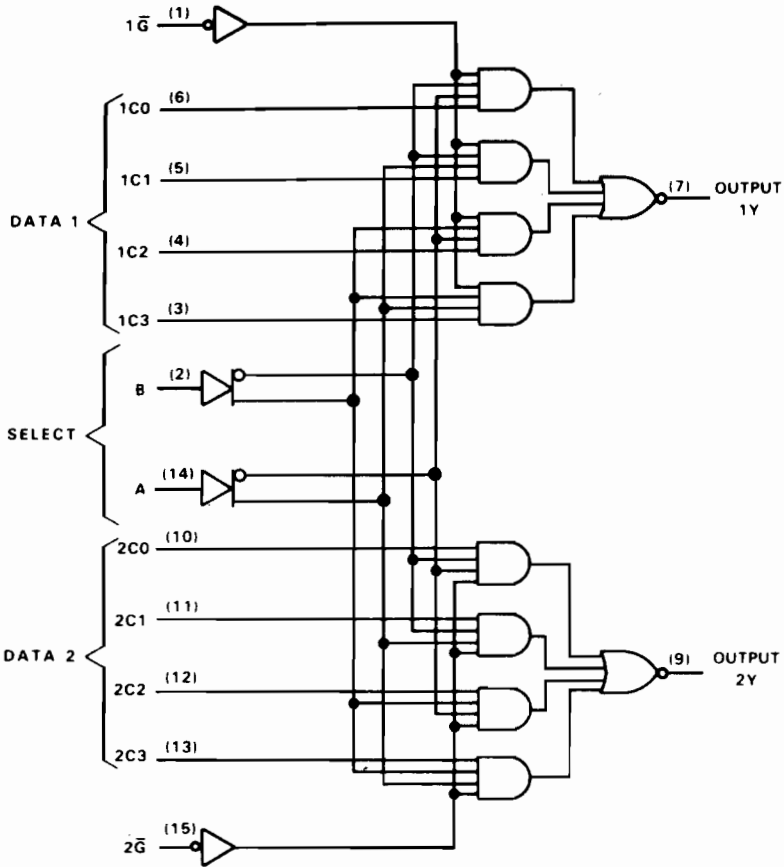 1G̅ (1)
1C0 (6)
1C1 (5)
DATA 1
1C2 (4)
1C3 (3)
(7) OUTPUT
1Y
B (2)
SELECT
A (14)
2C0 (10)
2C1 (11)
DATA 2
2C2 (12)
2C3 (13)
(9) OUTPUT
2Y
2G̅ (15)